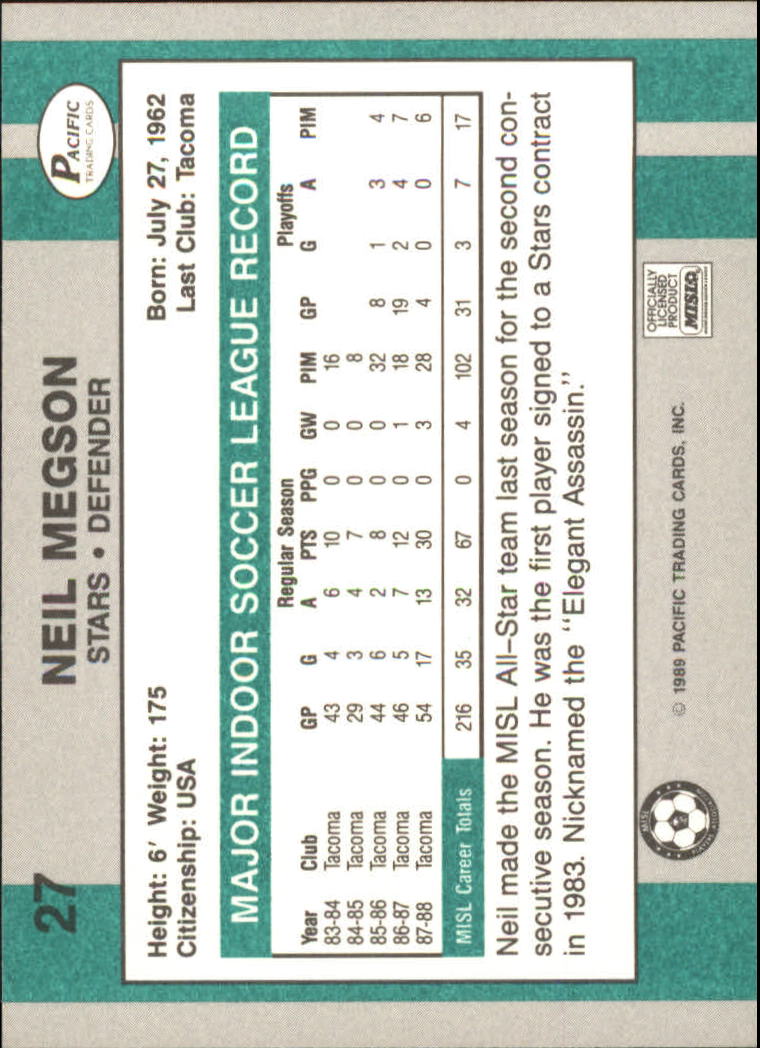 27
NEIL MEGSON
STARS • DEFENDER
PACIFIC
TRADING CARDS
Height: 6′ Weight: 175
Born: July 27, 1962
Citizenship: USA
Last Club: Tacoma
MAJOR INDOOR SOCCER LEAGUE RECORD
Regular Season Playoffs
Year Club GP G A PTS PPG GW PIM GP G A PIM
83-84 Tacoma 43 4 6 10 0 0 16
84-85 Tacoma 29 3 4 7 0 0 8
85-86 Tacoma 44 6 2 8 0 0 32 8 1 3 4
86-87 Tacoma 46 5 7 12 0 1 18 19 2 4 7
87-88 Tacoma 54 17 13 30 0 3 28 4 0 0 6
MISL Career Totals 216 35 32 67 0 4 102 31 3 7 17
Neil made the MISL All–Star team last season for the second con-
secutive season. He was the first player signed to a Stars contract
in 1983. Nicknamed the “Elegant Assassin.”
MISL
© 1989 PACIFIC TRADING CARDS, INC.
OFFICIALLY
LICENSED
PRODUCT
MISL